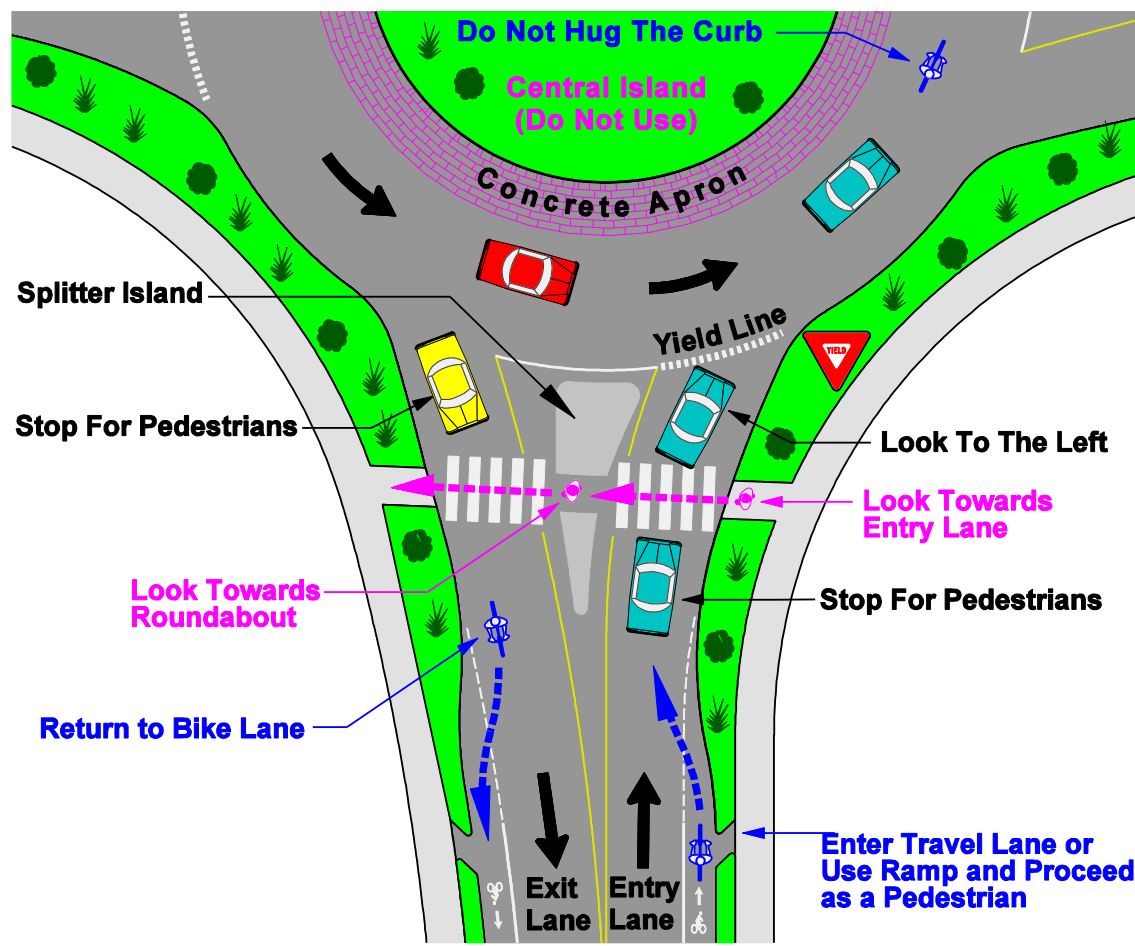 Do Not Hug The Curb
Central Island
(Do Not Use)
Concrete Apron
Splitter Island
Yield Line
YIELD
Stop For Pedestrians
Look To The Left
Look Towards
Entry Lane
Look Towards
Roundabout
Stop For Pedestrians
Return to Bike Lane
Enter Travel Lane or
Use Ramp and Proceed
as a Pedestrian
Exit
Lane
Entry
Lane